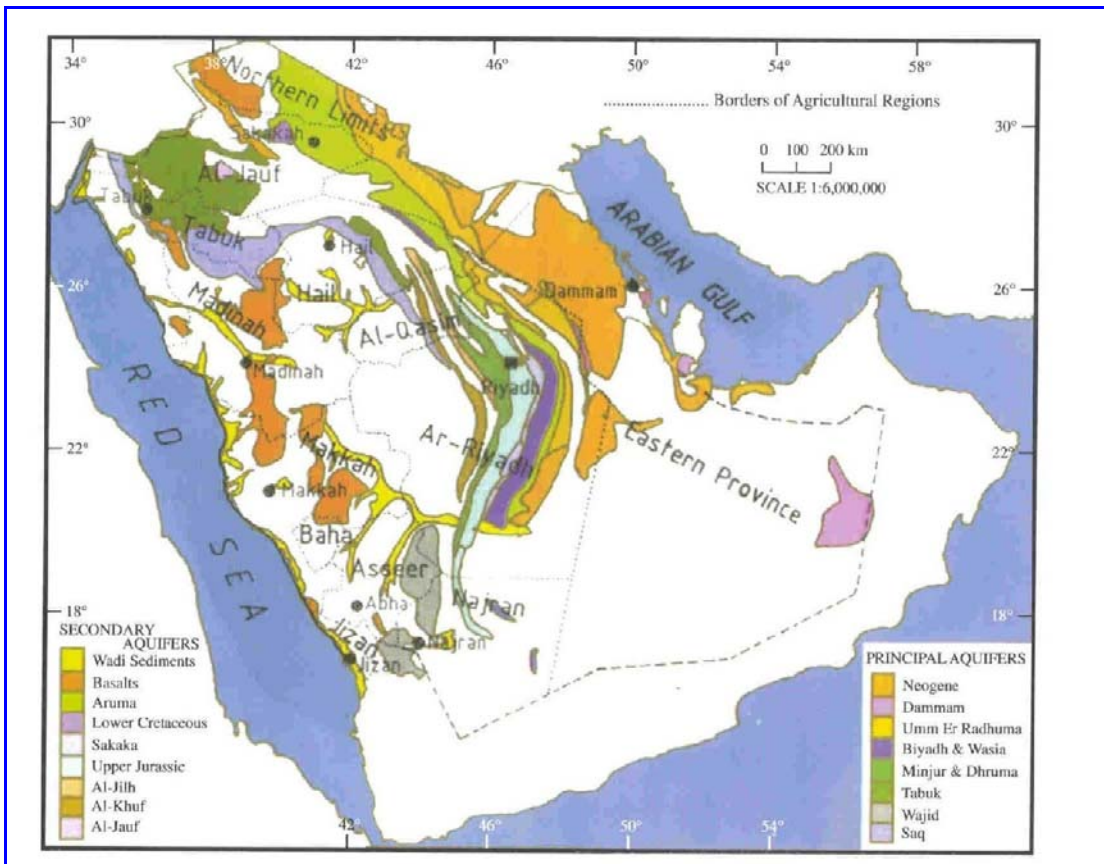 34°
38°
42°
46°
50°
54°
58°
Borders of Agricultural Regions
0 100 200 km
SCALE 1:6,000,000
30°
30°
26°
26°
22°
22°
18°
18°
42°
46°
50°
54°
Northern Limits
Sakakah
Al-Jauf
Tabuk
Tabuk
Hail
Hail
Madinah
Madinah
Al-Qasin
Dammam
ARABIAN GULF
Riyadh
Ar-Riyadh
Eastern Province
RED SEA
Makkah
Makkah
Baha
Asseer
Abha
Najran
Najran
Jizan
Jizan
SECONDARY
AQUIFERS
Wadi Sediments
Basalts
Aruma
Lower Cretaceous
Sakaka
Upper Jurassic
Al-Jilh
Al-Khuf
Al-Jauf
PRINCIPAL AQUIFERS
Neogene
Dammam
Umm Er Radhuma
Biyadh & Wasia
Minjur & Dhruma
Tabuk
Wajid
Saq